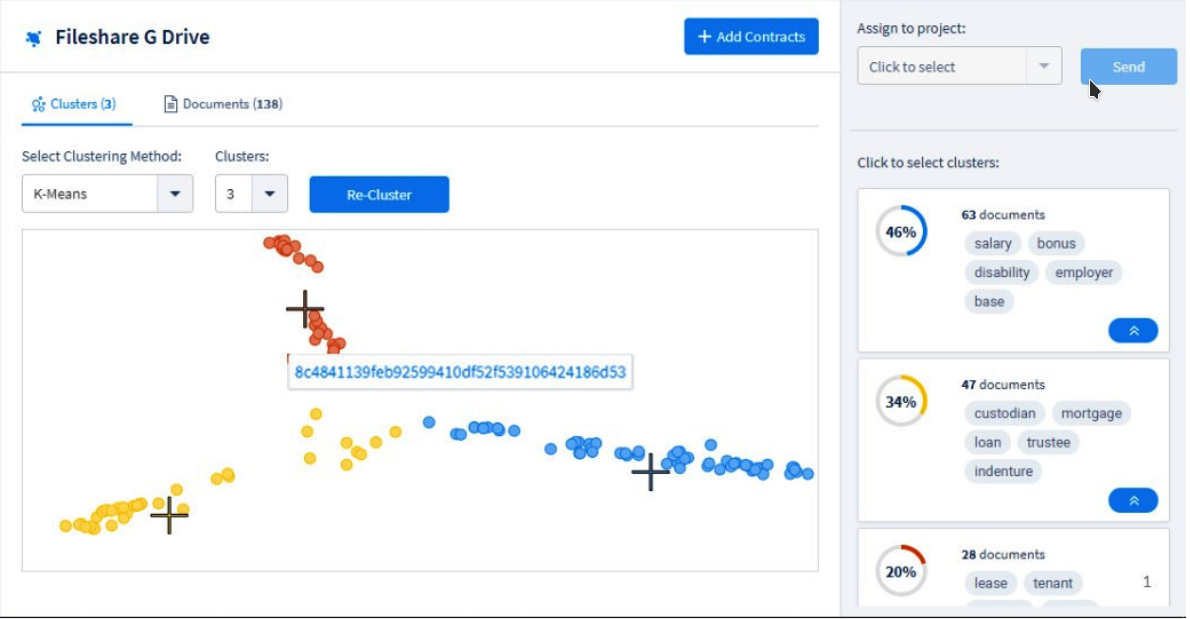 Fileshare G Drive
+ Add Contracts
Clusters (3)
Documents (138)
Select Clustering Method:
Clusters:
K-Means
3
Re-Cluster
8c4841139feb92599410df52f539106424186d53
Assign to project:
Click to select
Send
Click to select clusters:
46%
63 documents
salary bonus
disability employer
base
34%
47 documents
custodian mortgage
loan trustee
indenture
20%
28 documents
lease tenant
1